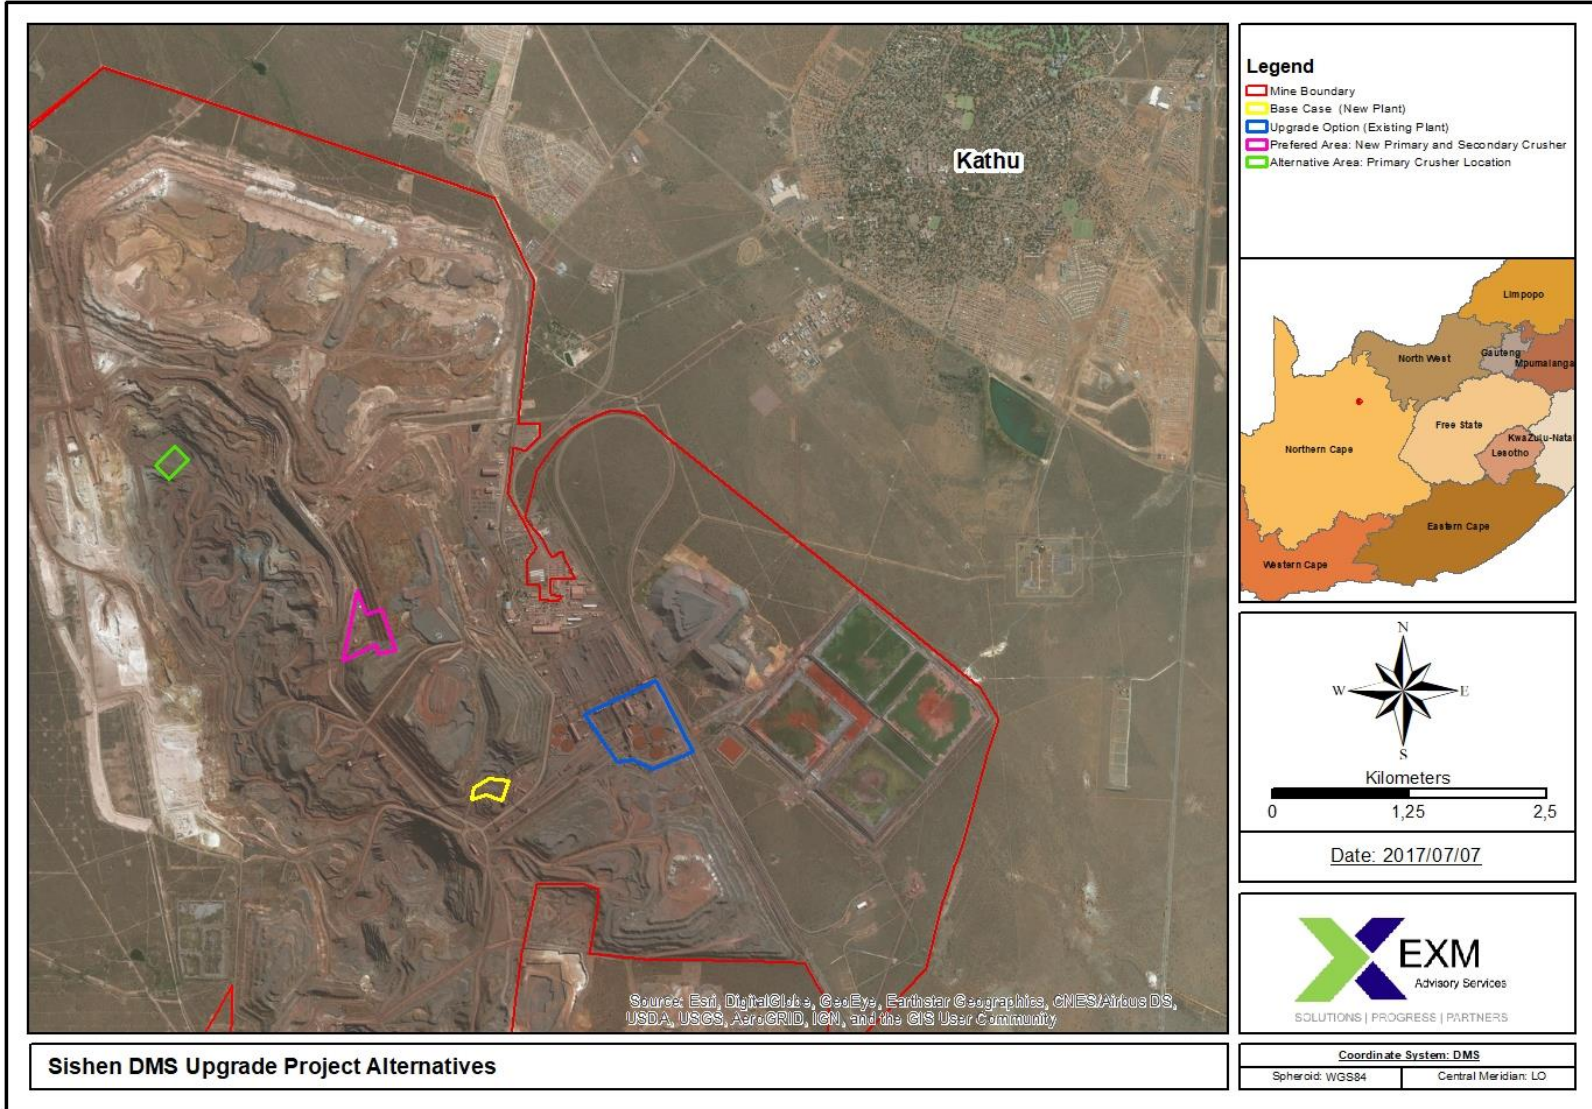 Kathu
Source: Esri, DigitalGlobe, GeoEye, Earthstar Geographics, CNES/Airbus DS,
USDA, USGS, AeroGRID, IGN, and the GIS User Community
Sishen DMS Upgrade Project Alternatives
Legend
Mine Boundary
Base Case (New Plant)
Upgrade Option (Existing Plant)
Prefered Area: New Primary and Secondary Crusher
Alternative Area: Primary Crusher Location
Limpopo
North West
Gauteng
Mpumalanga
Free State
KwaZulu-Natal
Northern Cape
Lesotho
Eastern Cape
Western Cape
N
W E
S
Kilometers
0 1,25 2,5
Date: 2017/07/07
EXM
Advisory Services
SOLUTIONS | PROGRESS | PARTNERS
Coordinate System: DMS
Spheroid: WGS84 Central Meridian: LO